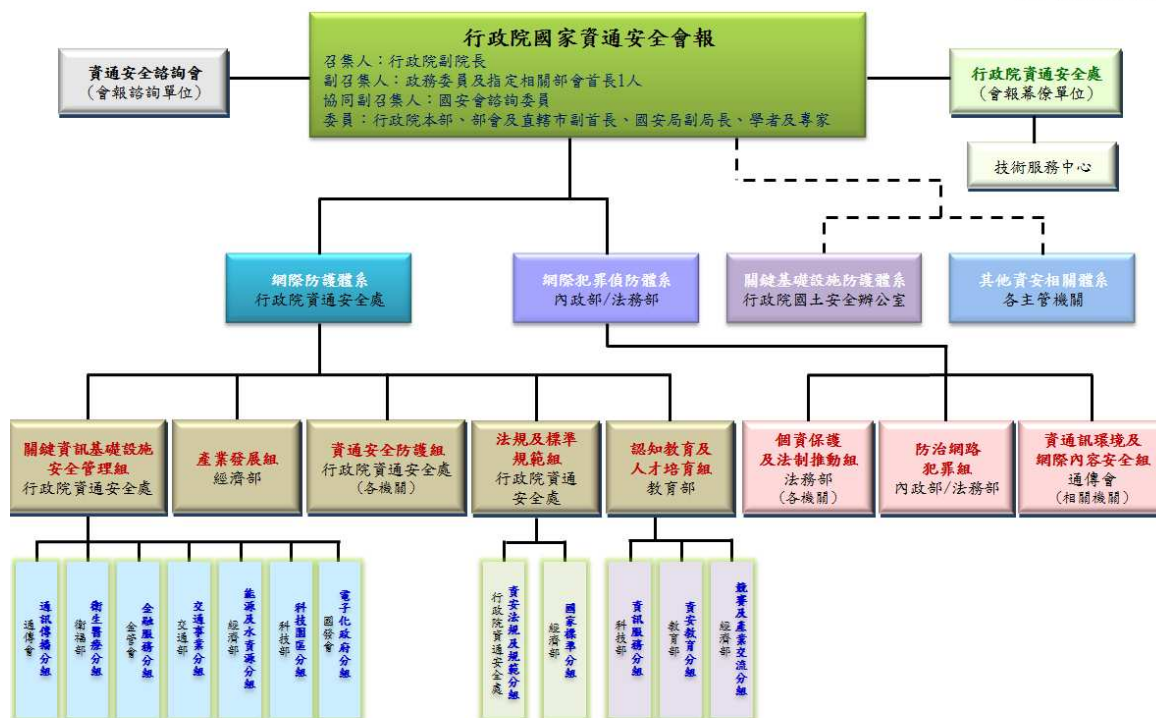 行政院國家資通安全會報
召集人：行政院副院長
副召集人：政務委員及指定相關部會首長1人
協同副召集人：國安會諮詢委員
委員：行政院本部、部會及直轄市副首長、國安局副局長、學者及專家
資通安全諮詢會
（會報諮詢單位）
行政院資通安全處
（會報幕僚單位）
技術服務中心
網際防護體系
行政院資通安全處
網際犯罪偵防體系
內政部/法務部
關鍵基礎設施防護體系
行政院國土安全辦公室
其他資安相關體系
各主管機關
關鍵資訊基礎設施
安全管理組
行政院資通安全處
產業發展組
經濟部
資通安全防護組
行政院資通安全處
（各機關）
法規及標準
規範組
行政院資通
安全處
認知教育及
人才培育組
教育部
個資保護
及法制推動組
法務部
（各機關）
防治網路
犯罪組
內政部/法務部
資通訊環境及
網際內容安全組
通傳會
（相關機關）
通訊傳播分組
通傳會
衛生醫療分組
衛福部
金融服務分組
金管會
交通事業分組
交通部
能源及水資源分組
經濟部
科技園區分組
科技部
電子化政府分組
國發會
資安法規及規範分組
行政院資通安全處
國家標準分組
經濟部
資訊服務分組
科技部
資安教育分組
教育部
競賽及產業交流分組
經濟部